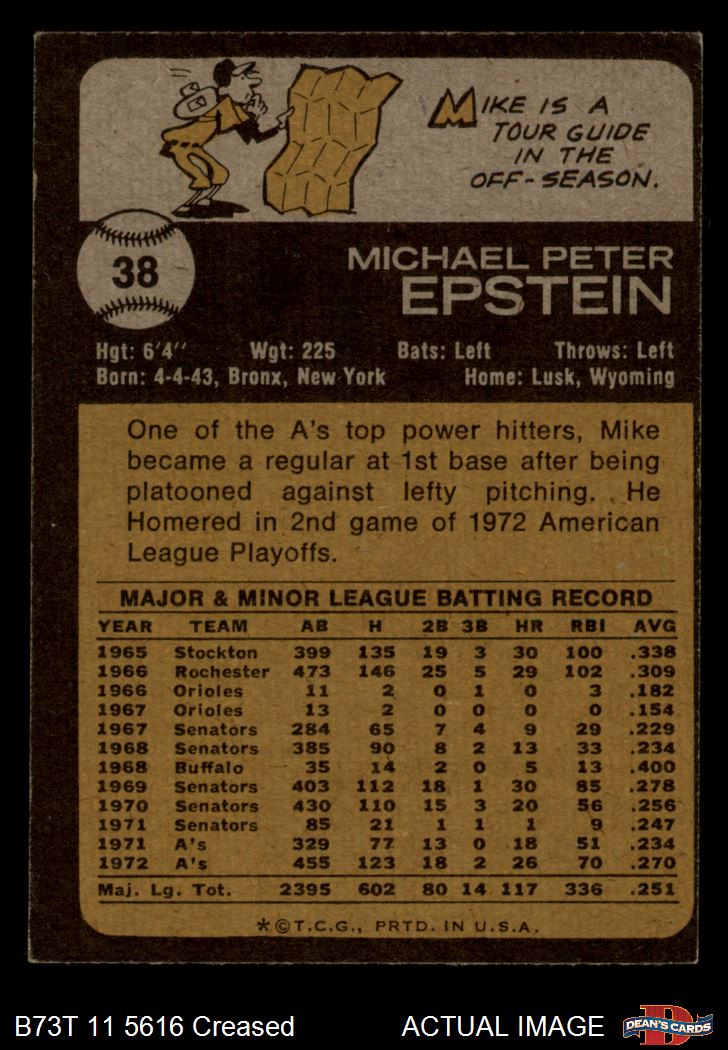 MIKE IS A
TOUR GUIDE
IN THE
OFF-SEASON.
38
MICHAEL PETER
EPSTEIN
Hgt: 6'4'' Wgt: 225 Bats: Left Throws: Left
Born: 4-4-43, Bronx, New York Home: Lusk, Wyoming
One of the A's top power hitters, Mike
became a regular at 1st base after being
platooned against lefty pitching. He
Homered in 2nd game of 1972 American
League Playoffs.
MAJOR & MINOR LEAGUE BATTING RECORD
YEAR TEAM AB H 2B 3B HR RBI AVG
1965 Stockton 399 135 19 3 30 100 .338
1966 Rochester 473 146 25 5 29 102 .309
1966 Orioles 11 2 0 1 0 3 .182
1967 Orioles 13 2 0 0 0 0 .154
1967 Senators 284 65 7 4 9 29 .229
1968 Senators 385 90 8 2 13 33 .234
1968 Buffalo 35 14 2 0 5 13 .400
1969 Senators 403 112 18 1 30 85 .278
1970 Senators 430 110 15 3 20 56 .256
1971 Senators 85 21 1 1 1 9 .247
1971 A's 329 77 13 0 18 51 .234
1972 A's 455 123 18 2 26 70 .270
Maj. Lg. Tot. 2395 602 80 14 117 336 .251
*©T.C.G., PRTD. IN U.S.A.
B73T 11 5616 Creased ACTUAL IMAGE D DEAN'S CARDS